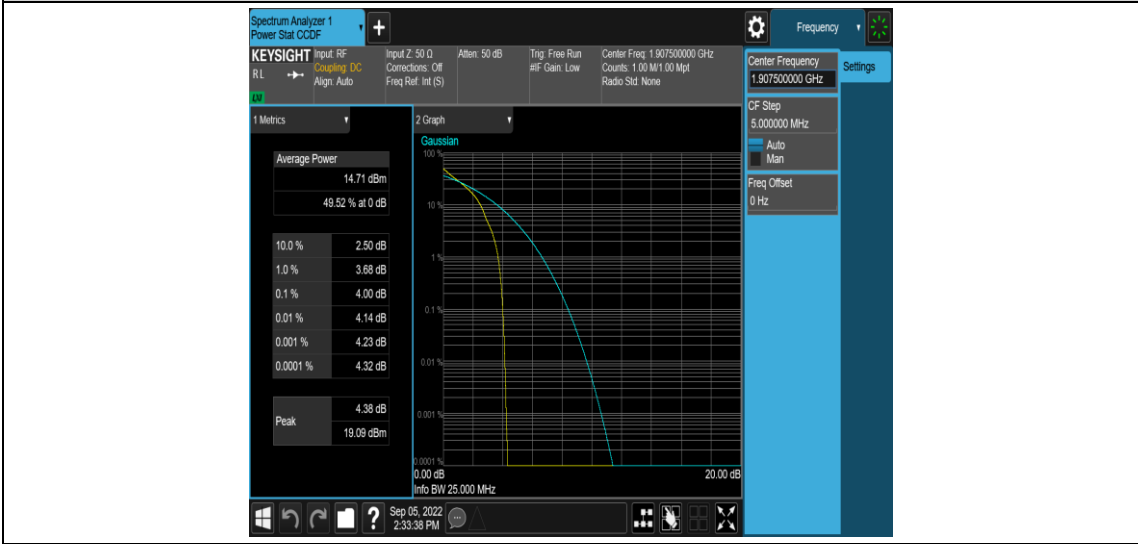 Spectrum Analyzer 1
Power Stat CCDF
+
Frequency
KEYSIGHT
Input: RF
Coupling: DC
Align: Auto
R L
LXI
Input Z: 50 Ω
Corrections: Off
Freq Ref: Int (S)
Atten: 50 dB
Trig: Free Run
#IF Gain: Low
Center Freq: 1.907500000 GHz
Counts: 1.00 M/1.00 Mpt
Radio Std: None
Center Frequency
1.907500000 GHz
Settings
CF Step
5.000000 MHz
Auto
Man
Freq Offset
0 Hz
1 Metrics
Average Power
14.71 dBm
49.52 % at 0 dB
10.0 % 2.50 dB
1.0 % 3.68 dB
0.1 % 4.00 dB
0.01 % 4.14 dB
0.001 % 4.23 dB
0.0001 % 4.32 dB
Peak
4.38 dB
19.09 dBm
2 Graph
Gaussian
100 %
10 %
1 %
0.1 %
0.01 %
0.001 %
0.0001 %
0.00 dB
20.00 dB
Info BW 25.000 MHz
?
Sep 05, 2022
2:33:38 PM